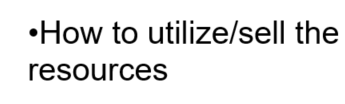 •How to utilize/sell the
resources